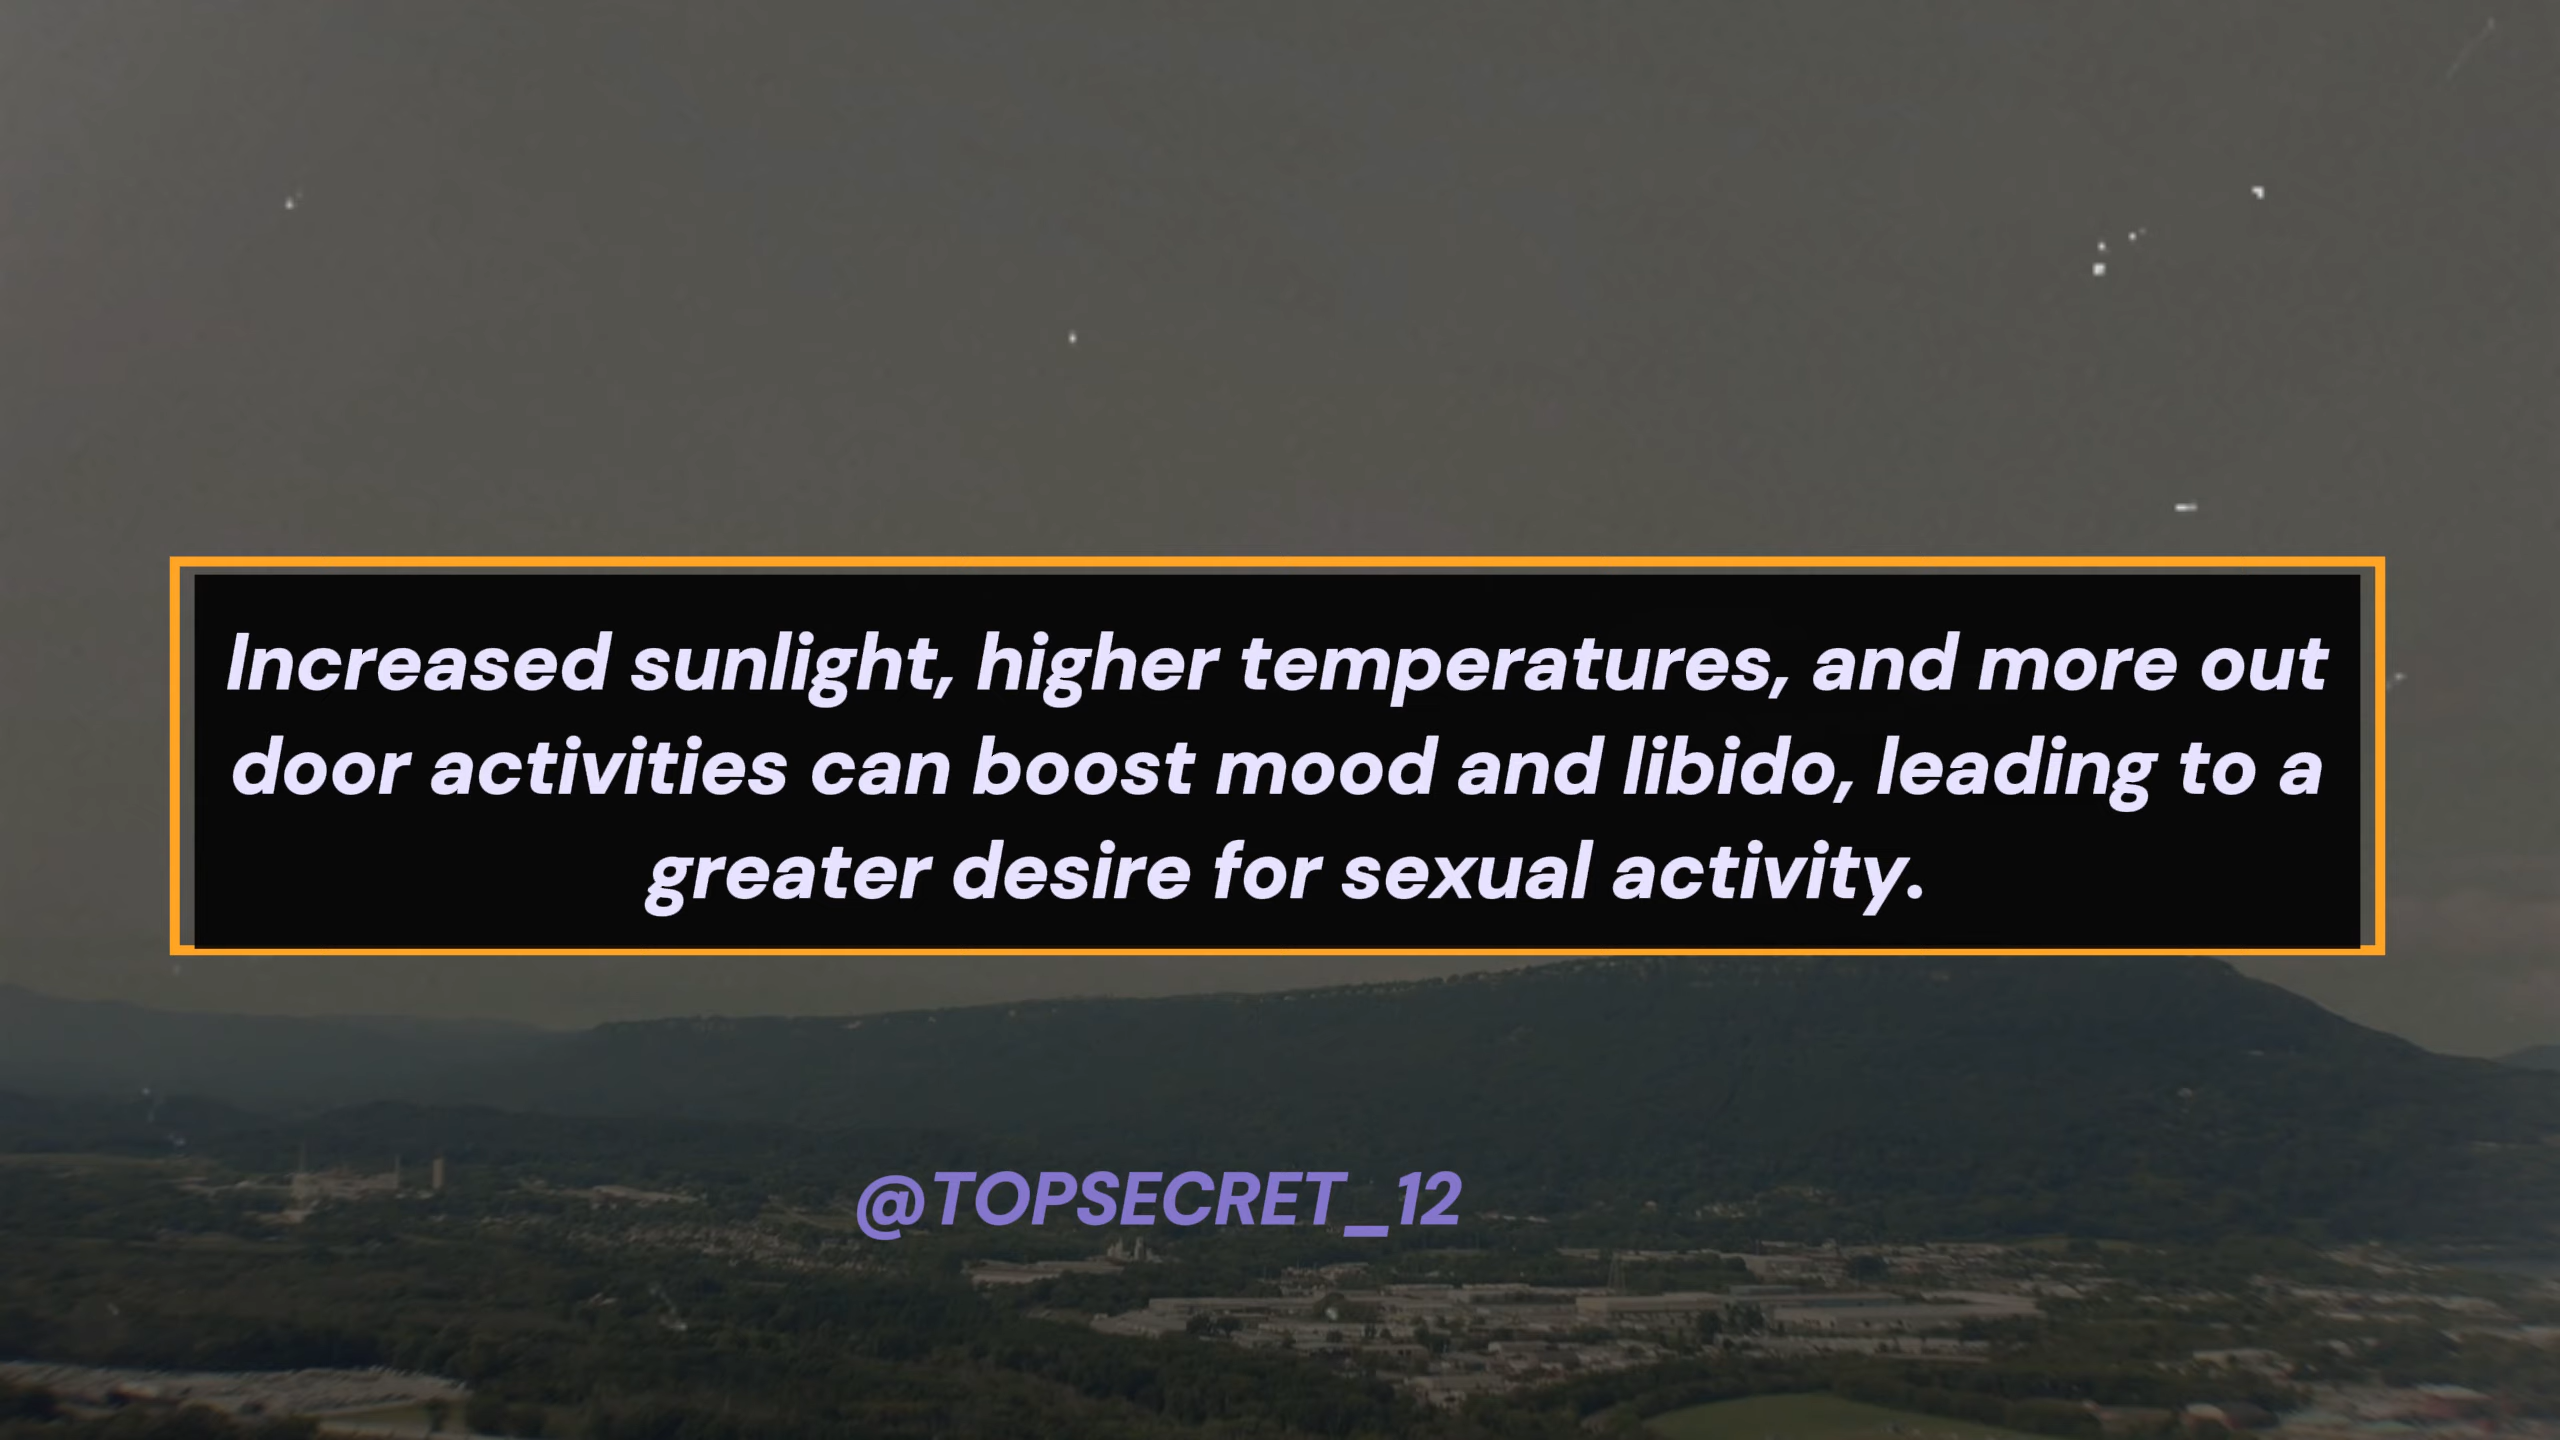 Increased sunlight, higher temperatures, and more out
door activities can boost mood and libido, leading to a
greater desire for sexual activity.
@TOPSECRET_12